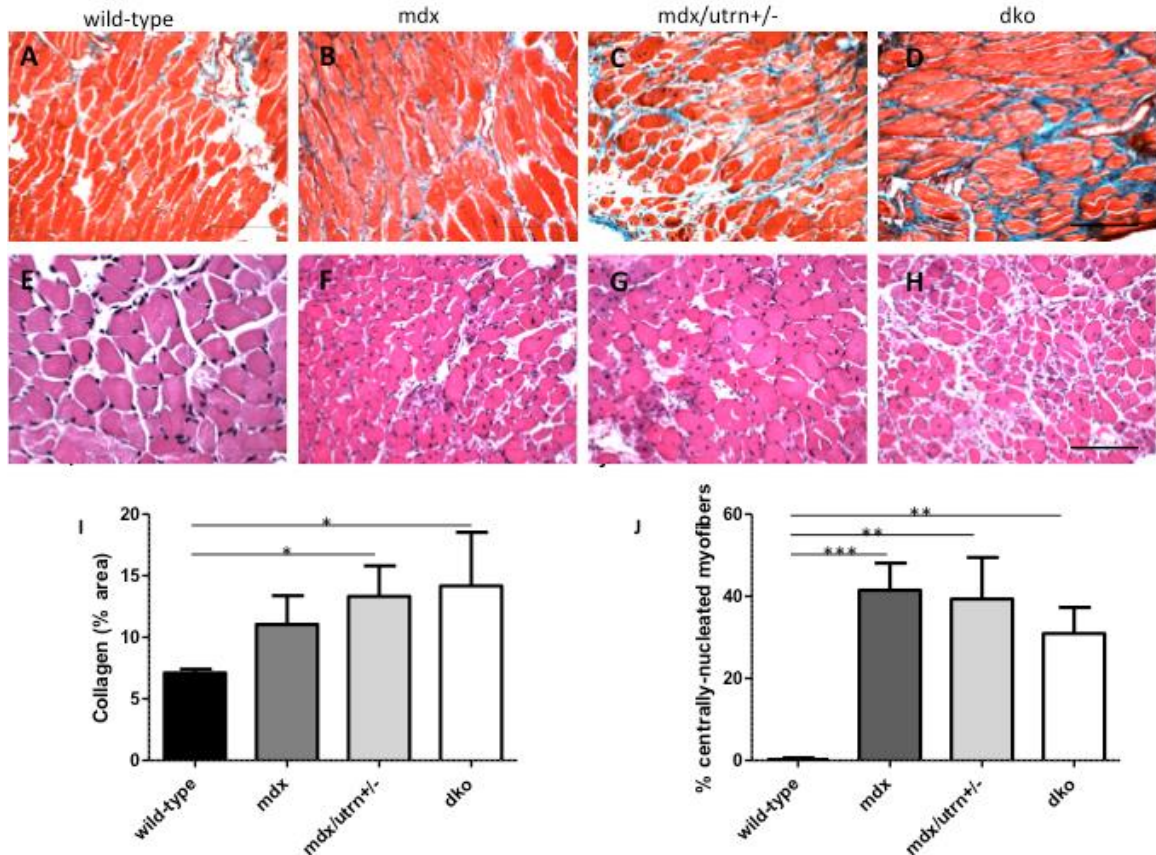 wild-type mdx mdx/utrn+/- dko
A B C D
E F G H
I
J
20
15
10
5
0
Collagen (% area)
*
*
wild-type
mdx
mdx/utrn+/-
dko
60
40
20
0
% centrally-nucleated myofibers
**
**
***
wild-type
mdx
mdx/utrn+/-
dko